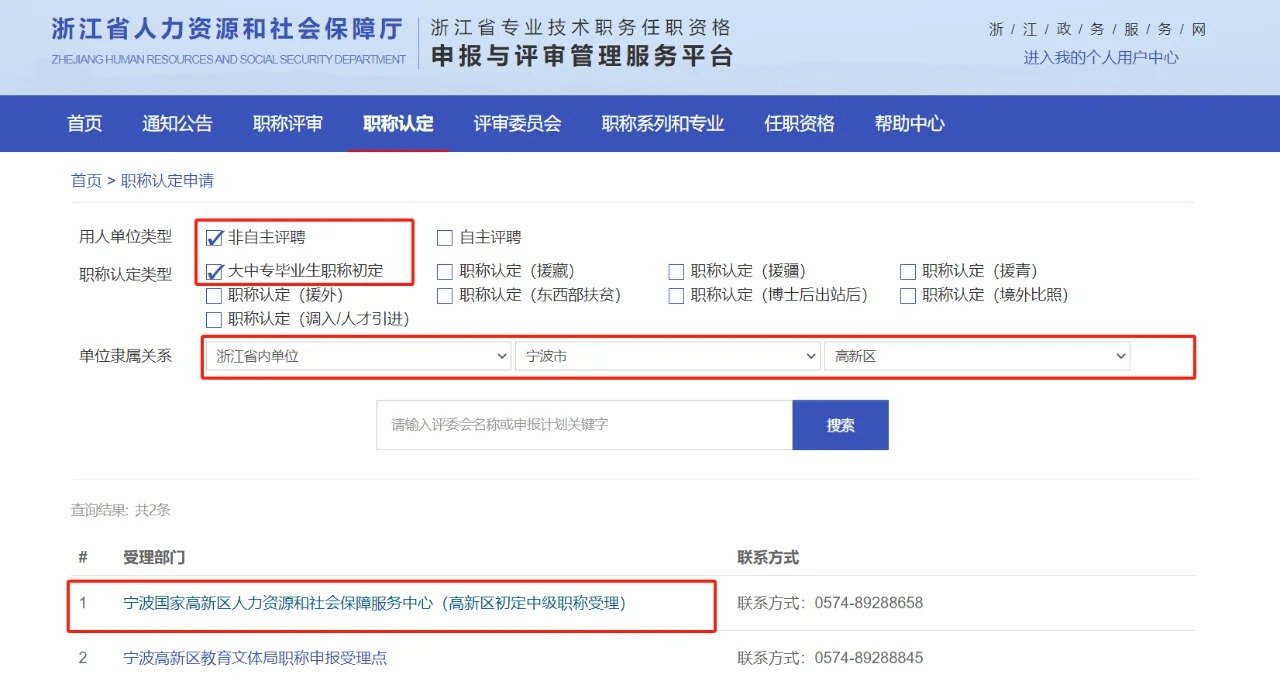 浙江省人力资源和社会保障厅
ZHEJIANG HUMAN RESOURCES AND SOCIAL SECURITY DEPARTMENT
浙江省专业技术职务任职资格
申报与评审管理服务平台
浙 / 江 / 政 / 务 / 服 / 务 / 网
进入我的个人用户中心
首页 通知公告 职称评审 职称认定 评审委员会 职称系列和专业 任职资格 帮助中心
首页 > 职称认定申请
用人单位类型 非自主评聘 自主评聘
职称认定类型 大中专毕业生职称初定 职称认定（援藏） 职称认定（援疆） 职称认定（援青）
职称认定（援外） 职称认定（东西部扶贫） 职称认定（博士后出站后） 职称认定（境外比照）
职称认定（调入/人才引进）
单位隶属关系 浙江省内单位 宁波市 高新区
请输入评委会名称或申报计划关键字 搜索
查询结果: 共2条
# 受理部门 联系方式
1 宁波国家高新区人力资源和社会保障服务中心（高新区初定中级职称受理） 联系方式：0574-89288658
2 宁波高新区教育文体局职称申报受理点 联系方式：0574-89288845